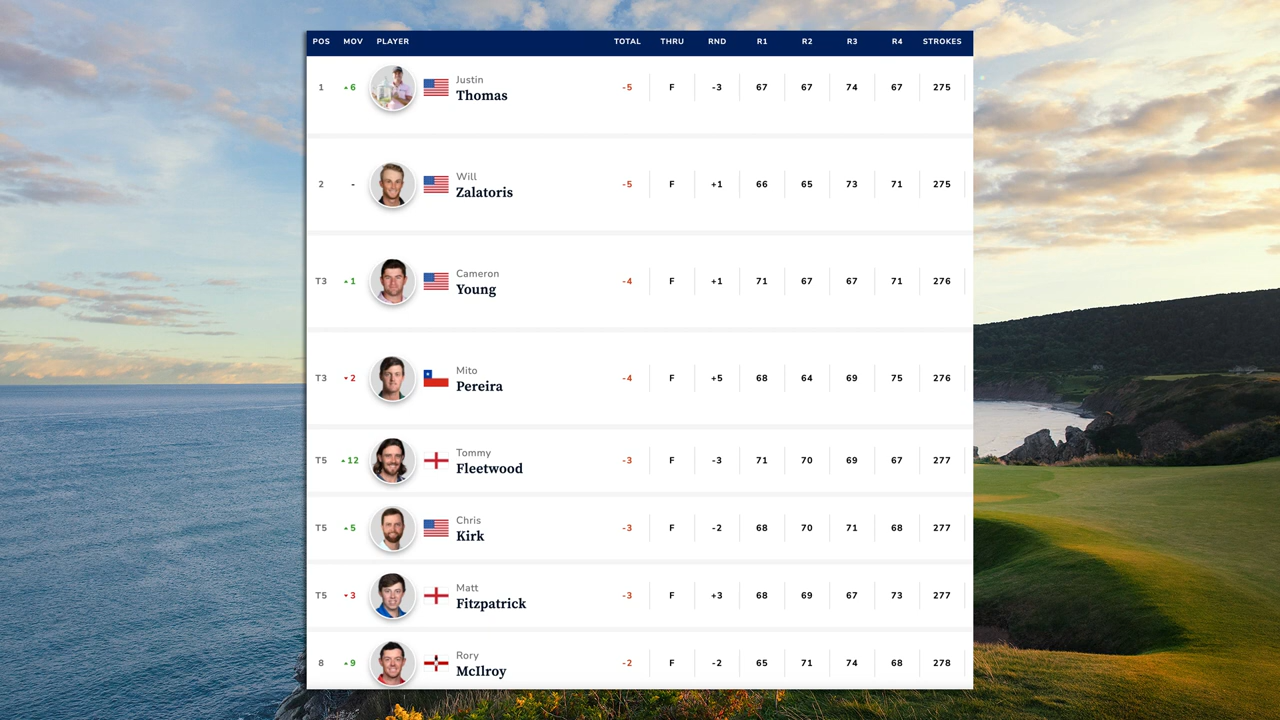 POS MOV PLAYER TOTAL THRU RND R1 R2 R3 R4 STROKES
1 6 Justin Thomas -5 F -3 67 67 74 67 275
2 - Will Zalatoris -5 F +1 66 65 73 71 275
T3 1 Cameron Young -4 F +1 71 67 67 71 276
T3 2 Mito Pereira -4 F +5 68 64 69 75 276
T5 12 Tommy Fleetwood -3 F -3 71 70 69 67 277
T5 5 Chris Kirk -3 F -2 68 70 71 68 277
T5 3 Matt Fitzpatrick -3 F +3 68 69 67 73 277
8 9 Rory McIlroy -2 F -2 65 71 74 68 278